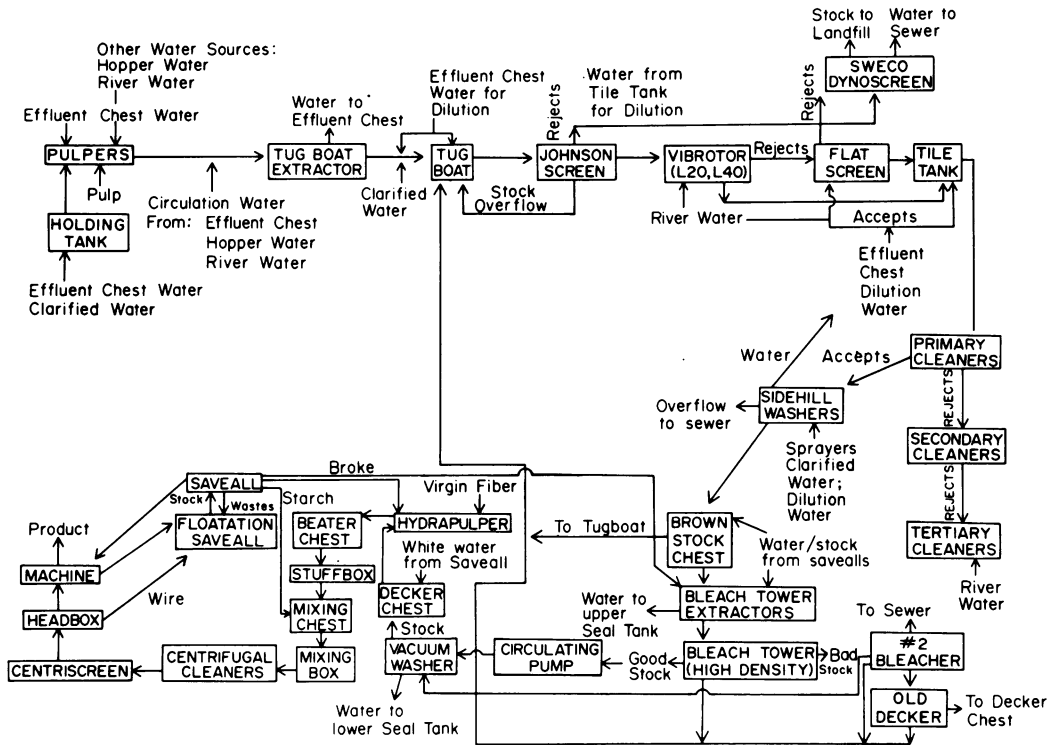 Stock to
Landfill
Water to
Sewer
SWECO
DYNOSCREEN
Other Water Sources:
Hopper Water
River Water
Effluent Chest Water
PULPERS
Pulp
HOLDING
TANK
Effluent Chest Water
Clarified Water
Circulation Water
From: Effluent Chest
Hopper Water
River Water
Water to
Effluent Chest
TUG BOAT
EXTRACTOR
Effluent Chest
Water for
Dilution
Clarified
Water
TUG
BOAT
Stock
Overflow
Rejects
JOHNSON
SCREEN
Water from
Tile Tank
for Dilution
VIBROTOR
(L20, L40)
Rejects
River Water
Rejects
FLAT
SCREEN
TILE
TANK
Accepts
Effluent
Chest
Dilution
Water
PRIMARY
CLEANERS
Accepts
Water
REJECTS
SIDEHILL
WASHERS
Overflow
to sewer
Sprayers
Clarified
Water;
Dilution
Water
SECONDARY
CLEANERS
REJECTS
TERTIARY
CLEANERS
River
Water
Broke
SAVEALL
Stock
Wastes
Starch
FLOATATION
SAVEALL
Product
MACHINE
Wire
HEADBOX
CENTRISCREEN
CENTRIFUGAL
CLEANERS
MIXING
BOX
MIXING
CHEST
STUFFBOX
BEATER
CHEST
Virgin Fiber
HYDRAPULPER
White water
from Saveall
DECKER
CHEST
Stock
VACUUM
WASHER
Water to
lower Seal Tank
CIRCULATING
PUMP
Good
Stock
To Tugboat
BROWN
STOCK
CHEST
Water/stock
from savealls
BLEACH TOWER
EXTRACTORS
Water to
upper
Seal Tank
BLEACH TOWER
(HIGH DENSITY)
Bad
Stock
To Sewer
#2
BLEACHER
OLD
DECKER
To Decker
Chest